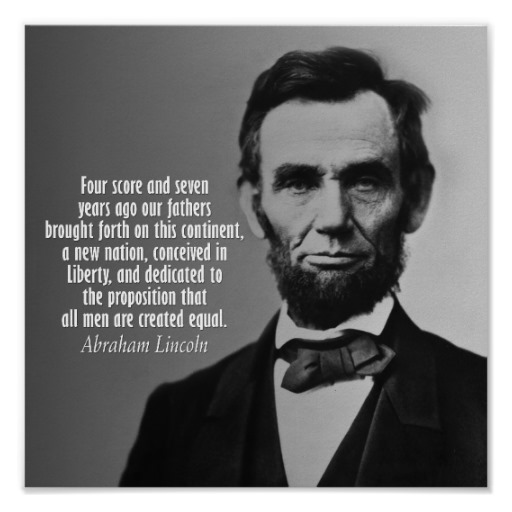 Four score and seven
years ago our fathers
brought forth on this continent,
a new nation, conceived in
Liberty, and dedicated to
the proposition that
all men are created equal.
Abraham Lincoln